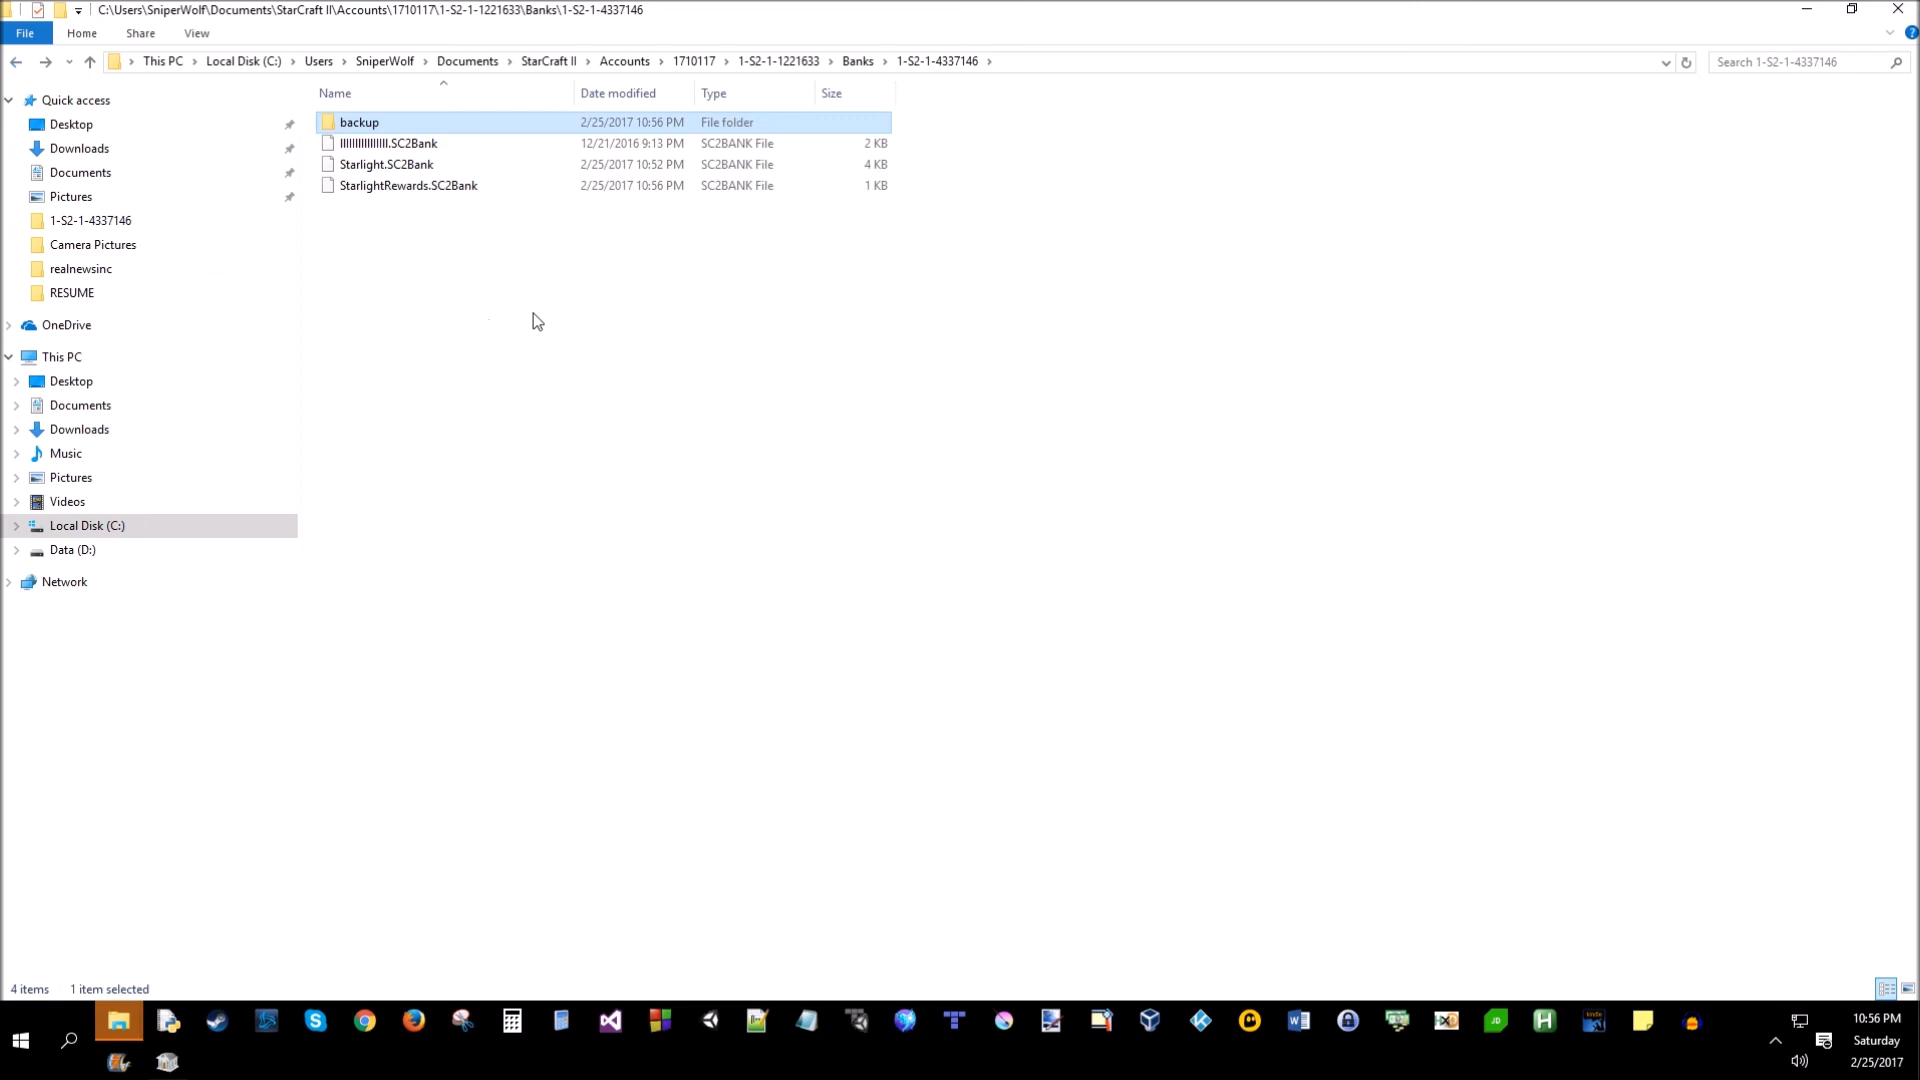 C:\Users\SniperWolf\Documents\StarCraft II\Accounts\1710117\1-S2-1-1221633\Banks\1-S2-1-4337146
File Home Share View
This PC Local Disk (C:) Users SniperWolf Documents StarCraft II Accounts 1710117 1-S2-1-1221633 Banks 1-S2-1-4337146 Search 1-S2-1-4337146
Name Date modified Type Size
backup 2/25/2017 10:56 PM File folder
12/21/2016 9:13 PM SC2BANK File 2 KB
Starlight.SC2Bank 2/25/2017 10:52 PM SC2BANK File 4 KB
StarlightRewards.SC2Bank 2/25/2017 10:56 PM SC2BANK File 1 KB
Quick access
Desktop
Downloads
Documents
Pictures
1-S2-1-4337146
Camera Pictures
realnewsinc
RESUME
OneDrive
This PC
Desktop
Documents
Downloads
Music
Pictures
Videos
Local Disk (C:)
Data (D:)
Network
4 items 1 item selected
10:56 PM
Saturday
2/25/2017